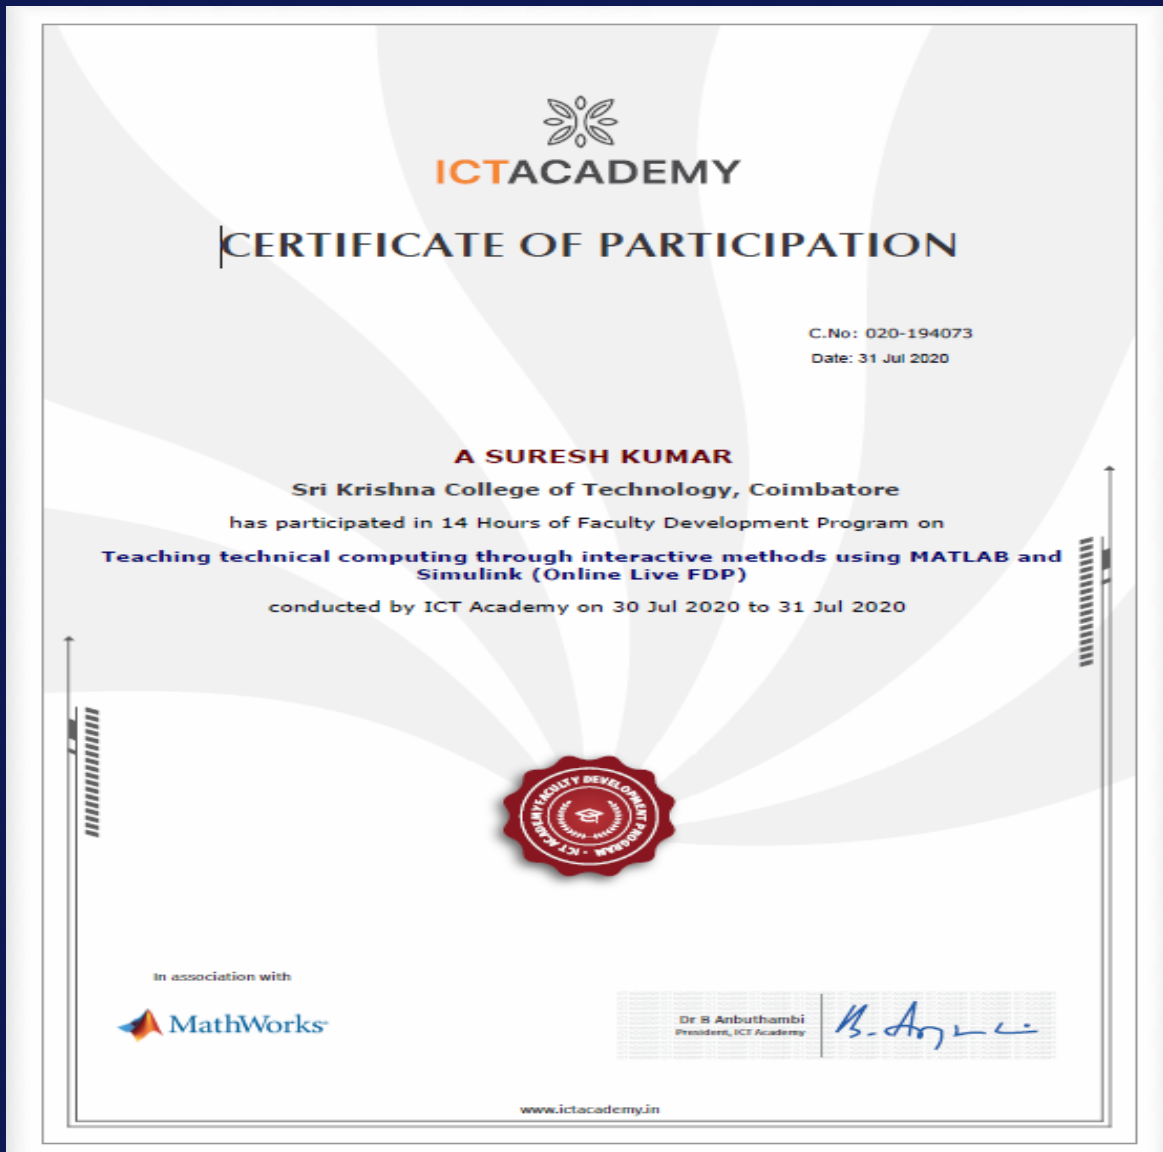 ICTACADEMY
CERTIFICATE OF PARTICIPATION
C.No: 020-194073
Date: 31 Jul 2020
A SURESH KUMAR
Sri Krishna College of Technology, Coimbatore
has participated in 14 Hours of Faculty Development Program on
Teaching technical computing through interactive methods using MATLAB and
Simulink (Online Live FDP)
conducted by ICT Academy on 30 Jul 2020 to 31 Jul 2020
FACULTY DEVELOPMENT PROGRAM - ICT ACADEMY
In association with
MathWorks
Dr B Anbuthambi
President, ICT Academy
www.ictacademy.in